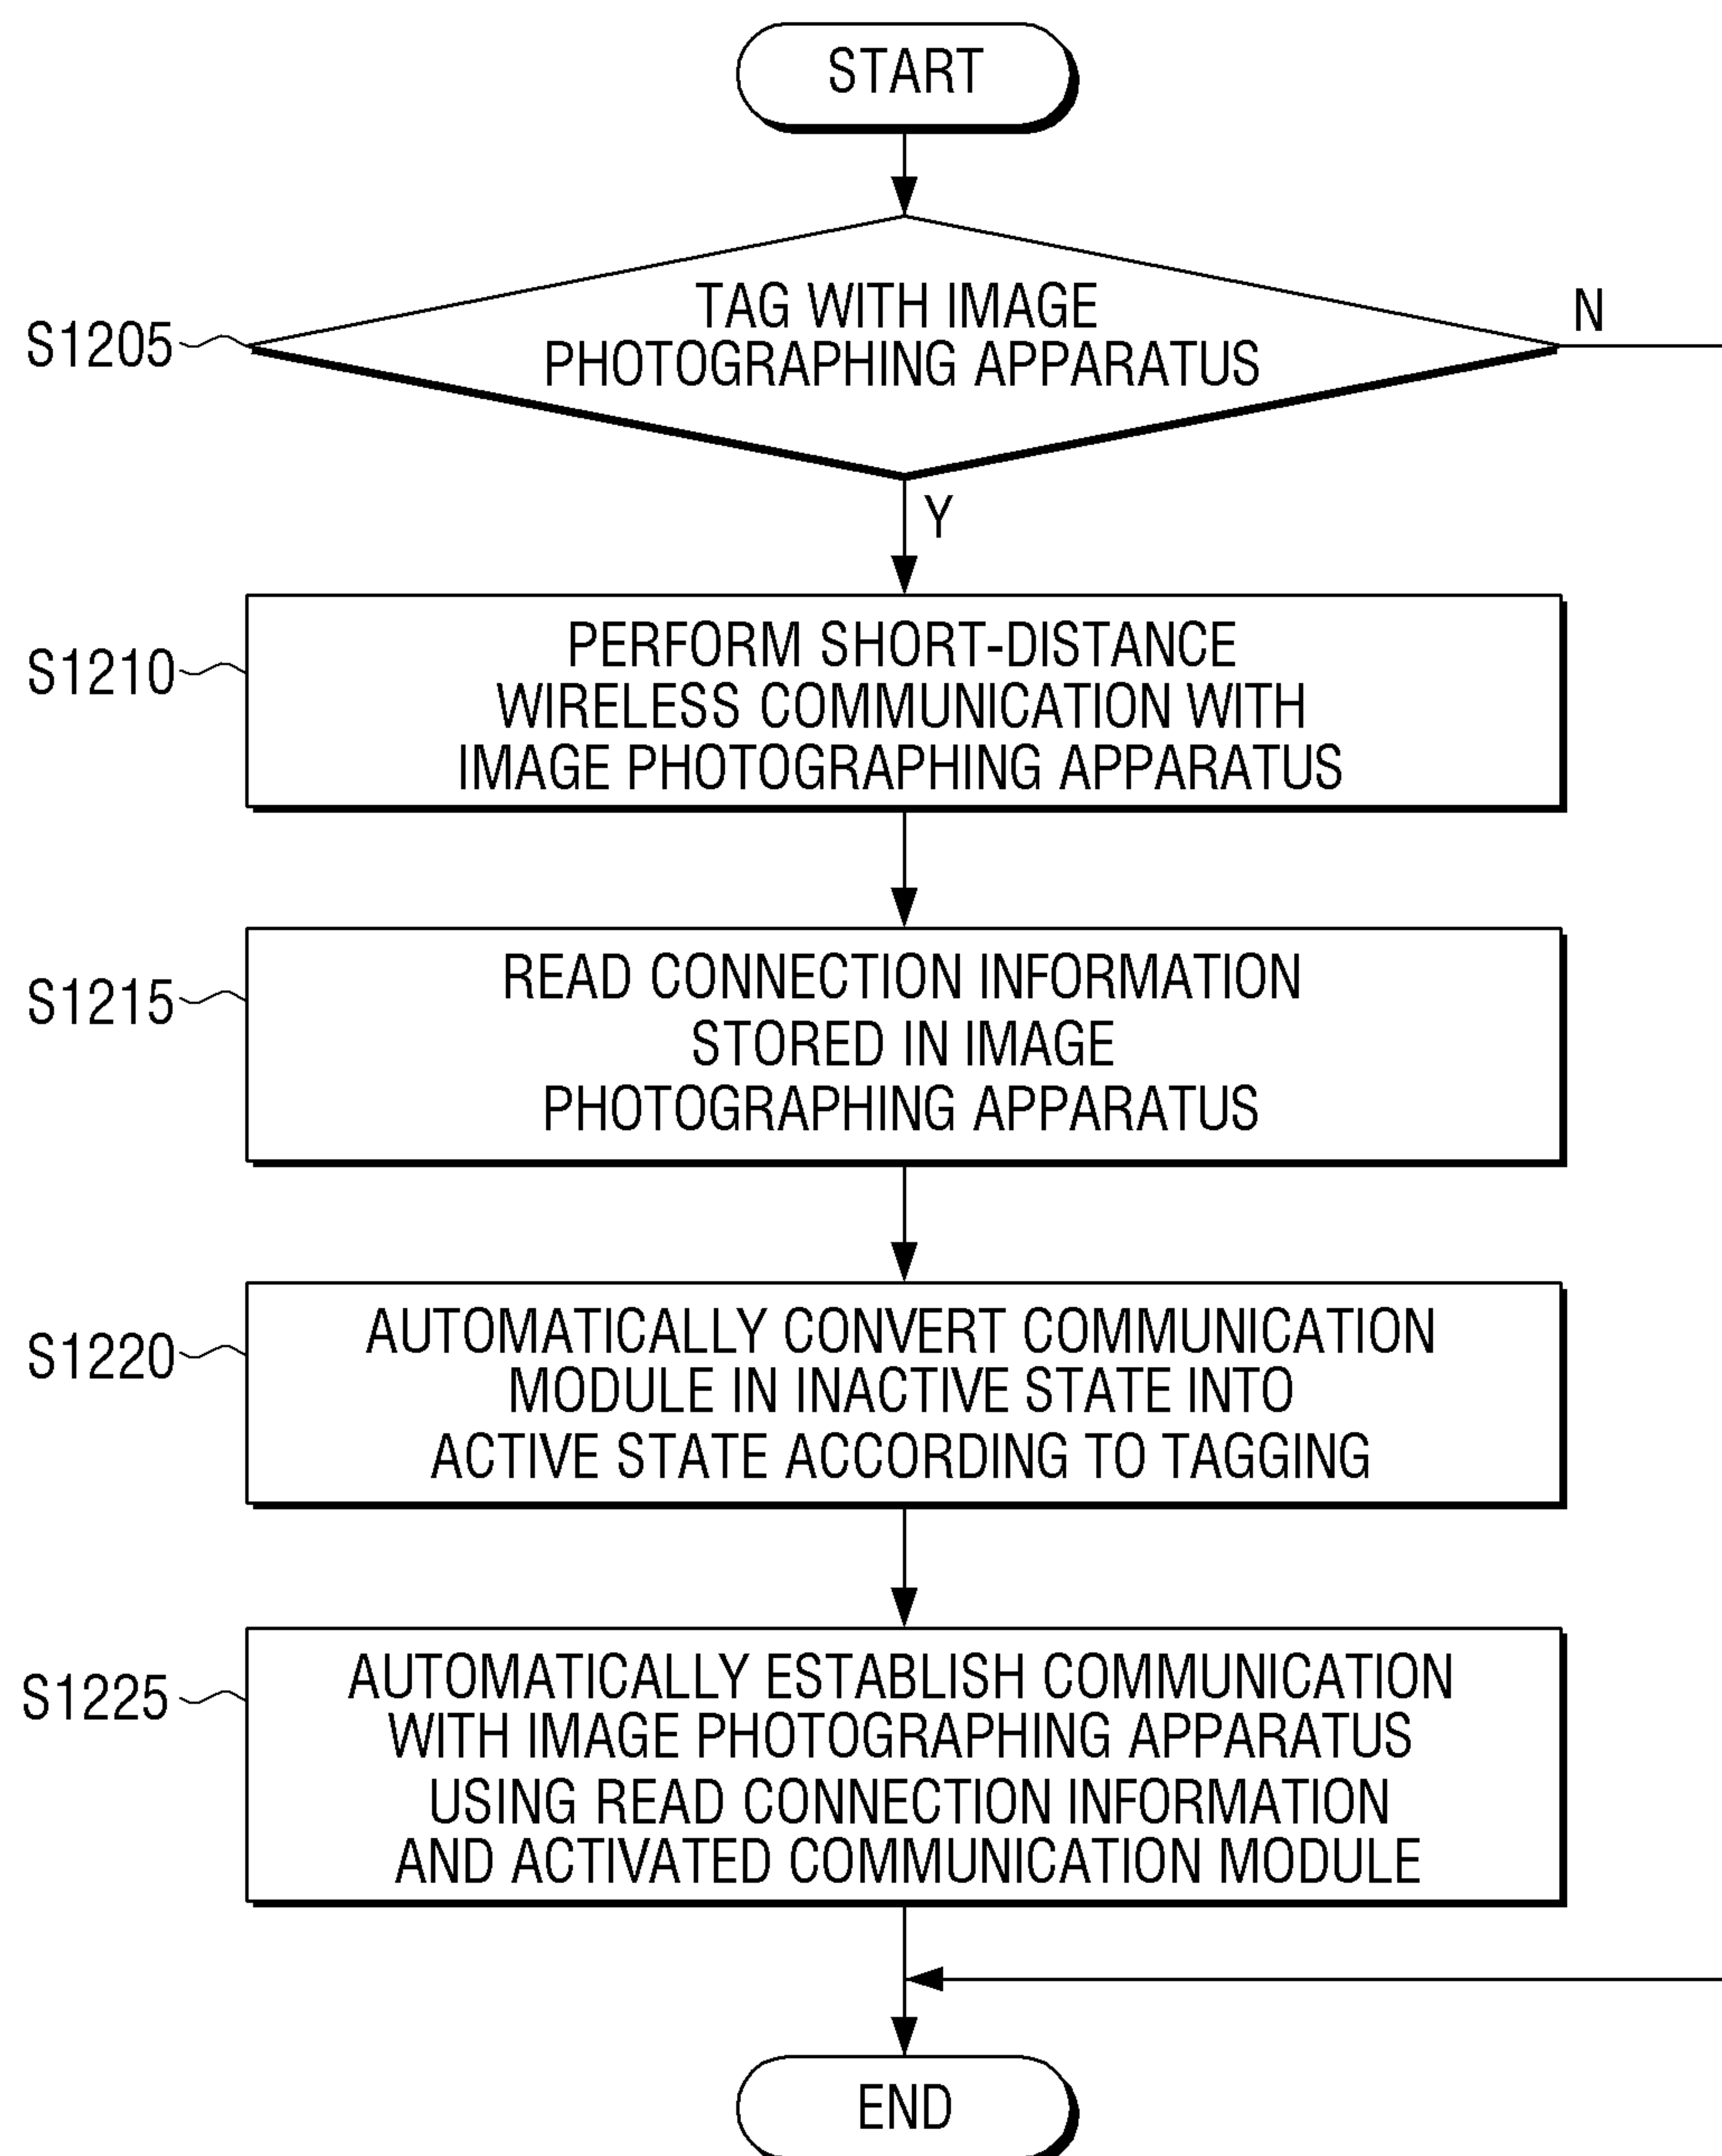 START
TAG WITH IMAGE
PHOTOGRAPHING APPARATUS
S1205
N
Y
PERFORM SHORT-DISTANCE
WIRELESS COMMUNICATION WITH
IMAGE PHOTOGRAPHING APPARATUS
S1210
READ CONNECTION INFORMATION
STORED IN IMAGE
PHOTOGRAPHING APPARATUS
S1215
AUTOMATICALLY CONVERT COMMUNICATION
MODULE IN INACTIVE STATE INTO
ACTIVE STATE ACCORDING TO TAGGING
S1220
AUTOMATICALLY ESTABLISH COMMUNICATION
WITH IMAGE PHOTOGRAPHING APPARATUS
USING READ CONNECTION INFORMATION
AND ACTIVATED COMMUNICATION MODULE
S1225
END